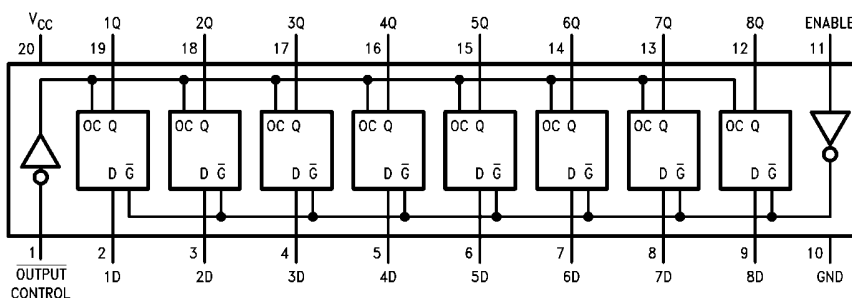 V_CC 1Q 2Q 3Q 4Q 5Q 6Q 7Q 8Q ENABLE
20 19 18 17 16 15 14 13 12 11
OC Q OC Q OC Q OC Q OC Q OC Q OC Q OC Q
D G̅ D G̅ D G̅ D G̅ D G̅ D G̅ D G̅ D G̅
1 2 3 4 5 6 7 8 9 10
O̅U̅T̅P̅U̅T̅ 1D 2D 3D 4D 5D 6D 7D 8D GND
CONTROL